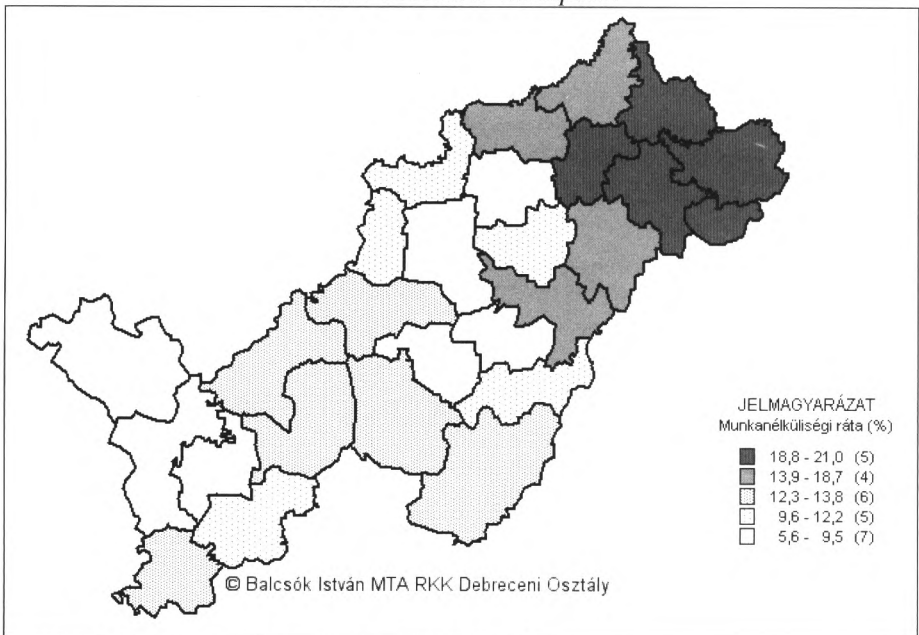 JELMAGYARÁZAT
Munkanélküliségi ráta (%)
18,8 - 21,0 (5)
13,9 - 18,7 (4)
12,3 - 13,8 (6)
9,6 - 12,2 (5)
5,6 - 9,5 (7)
© Balcsók István MTA RKK Debreceni Osztály